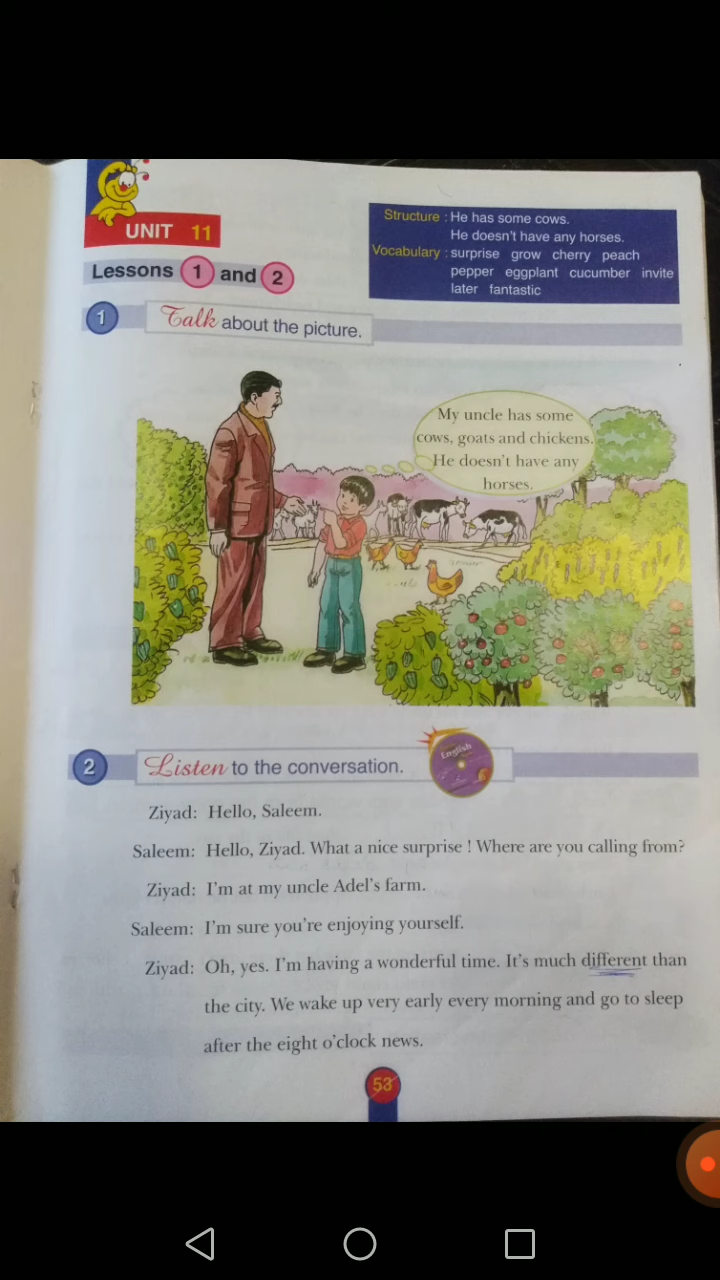 UNIT 11
Structure : He has some cows.
He doesn't have any horses.
Vocabulary : surprise grow cherry peach
pepper eggplant cucumber invite
later fantastic
Lessons 1 and 2
1 Talk about the picture.
My uncle has some
cows, goats and chickens.
He doesn't have any
horses.
2 Listen to the conversation.
English
Ziyad: Hello, Saleem.
Saleem: Hello, Ziyad. What a nice surprise ! Where are you calling from?
Ziyad: I'm at my uncle Adel's farm.
Saleem: I'm sure you're enjoying yourself.
Ziyad: Oh, yes. I'm having a wonderful time. It's much different than
the city. We wake up very early every morning and go to sleep
after the eight o'clock news.
53